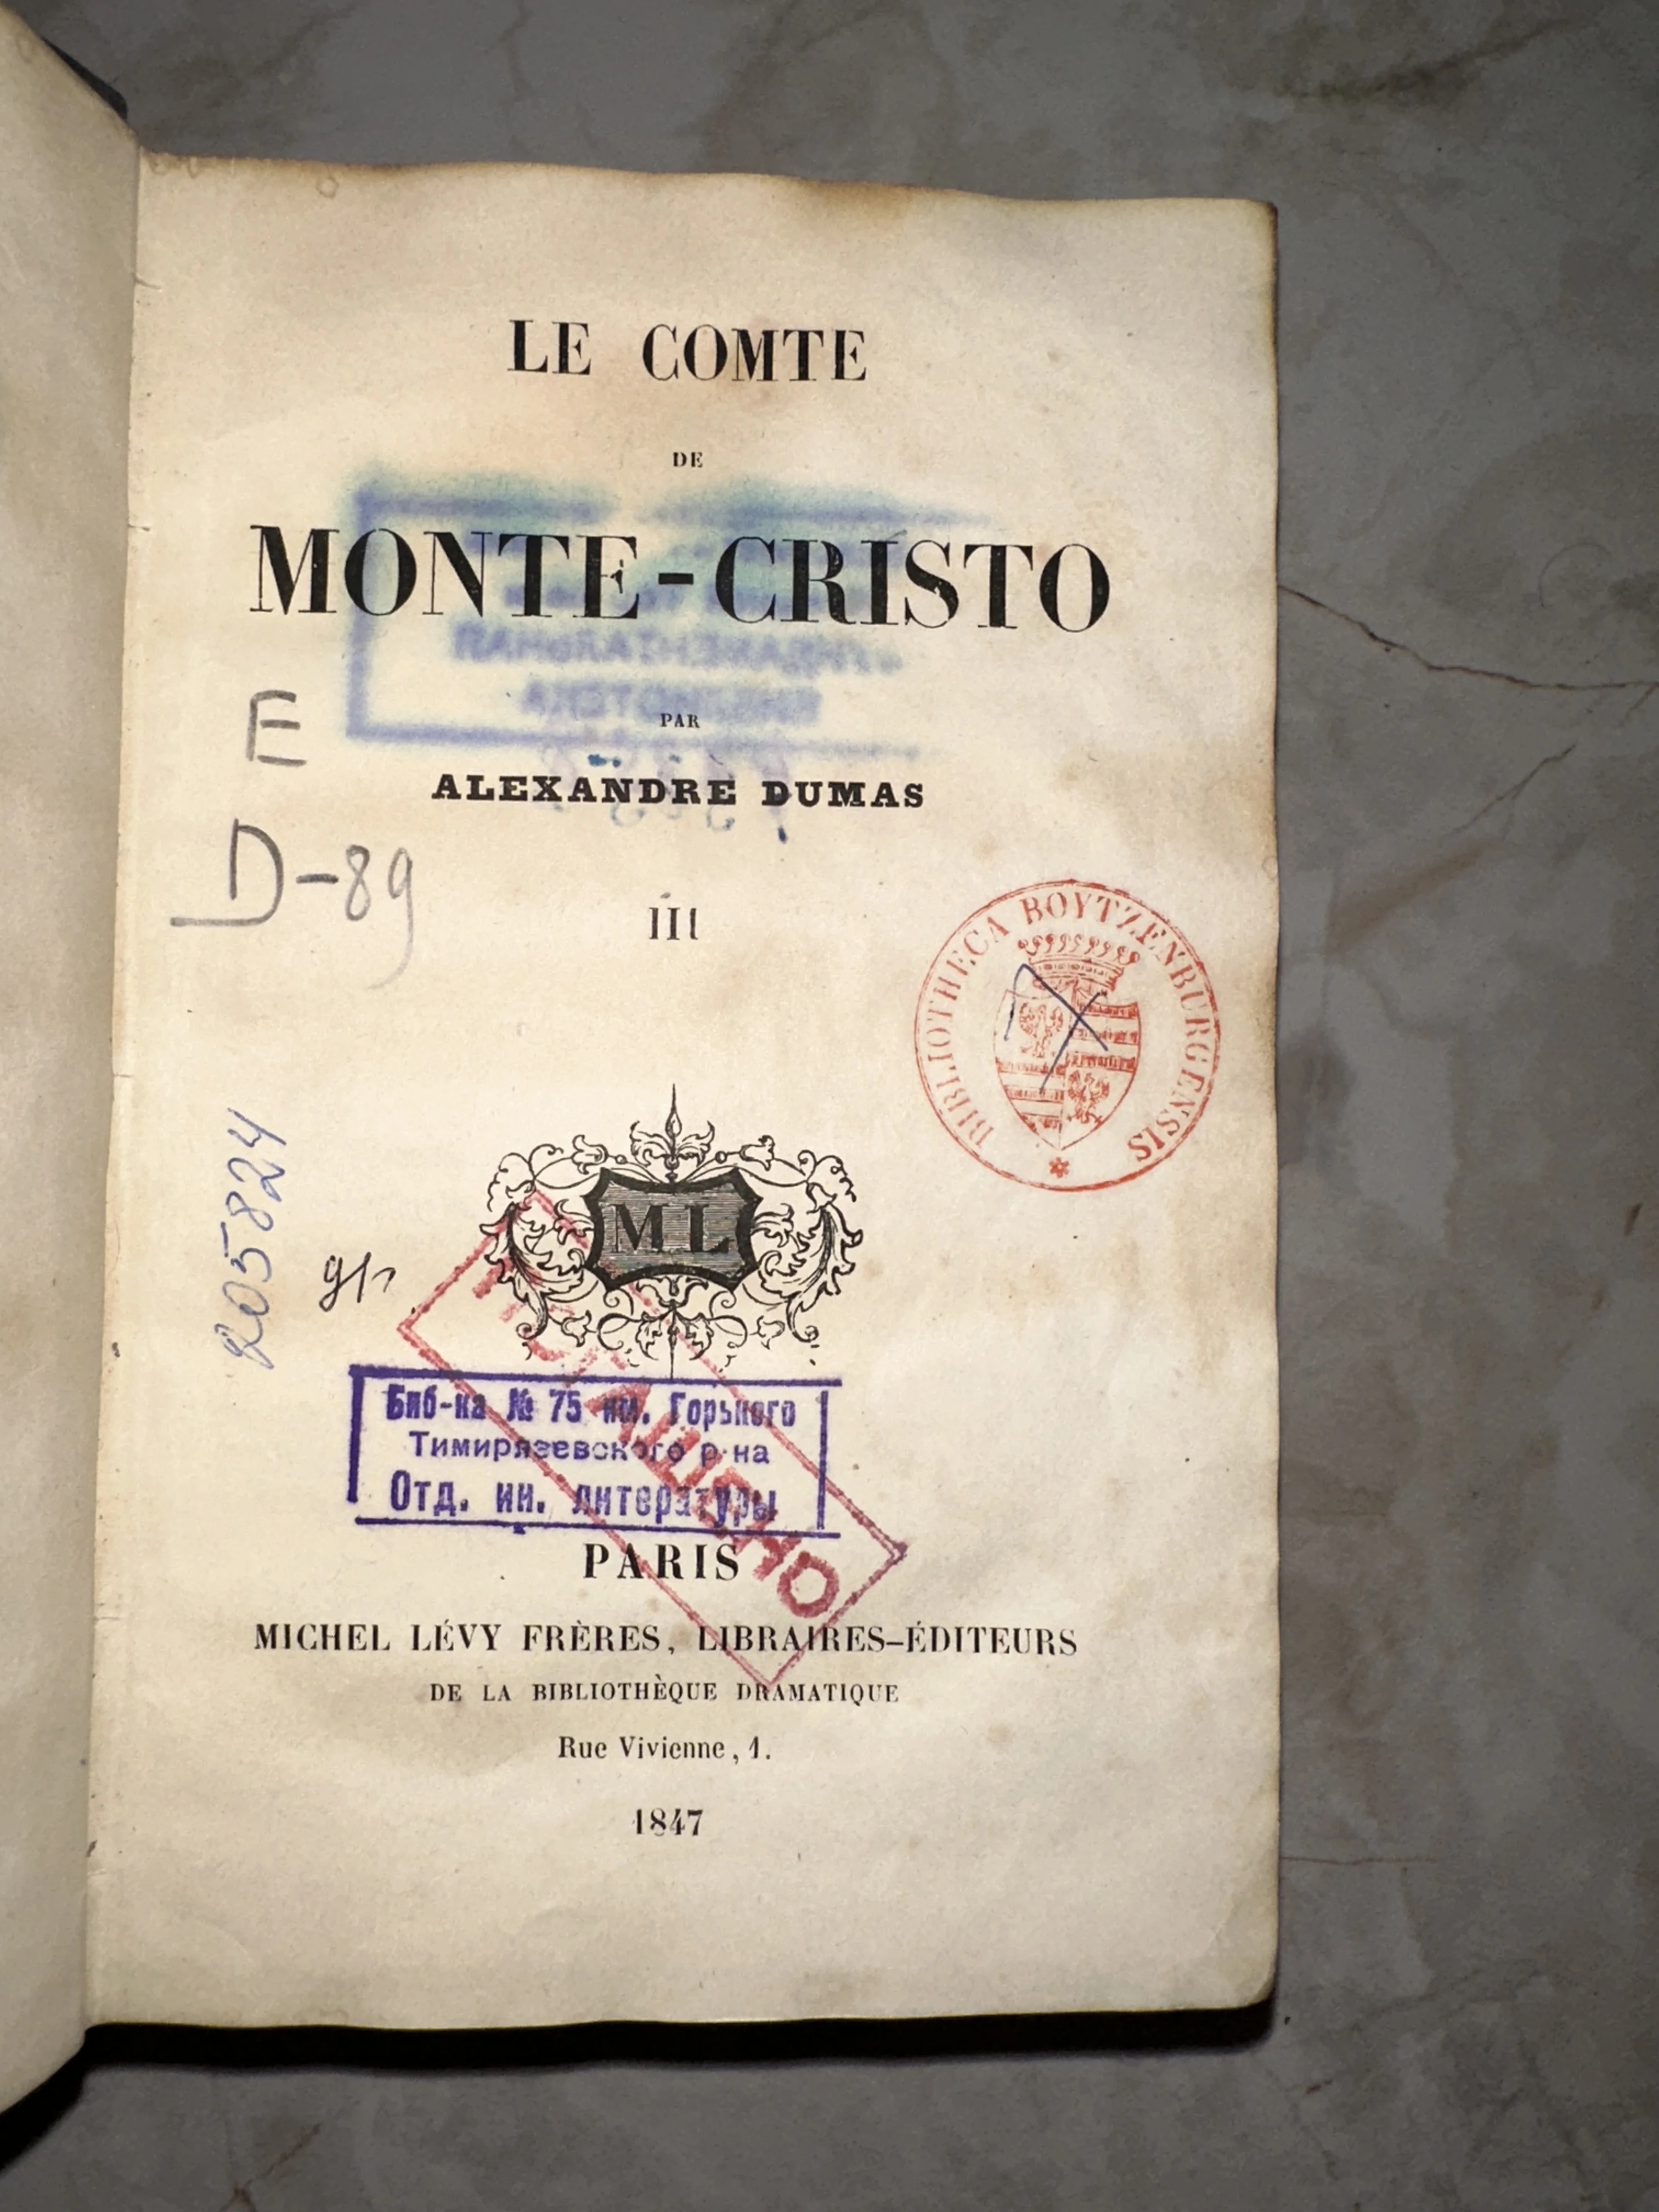 LE COMTE
DE
MONTE-CRISTO
PAR
ALEXANDRE DUMAS
E
D-89
III
BIBLIOTHECA BOYTZENBURGENSIS
205824
ML
Биб-ка № 75 им. Горького
Тимирязевского р-на
Отд. ин. литературы
PARIS
MICHEL LÉVY FRÈRES, LIBRAIRES-ÉDITEURS
DE LA BIBLIOTHÈQUE DRAMATIQUE
Rue Vivienne, 1.
1847